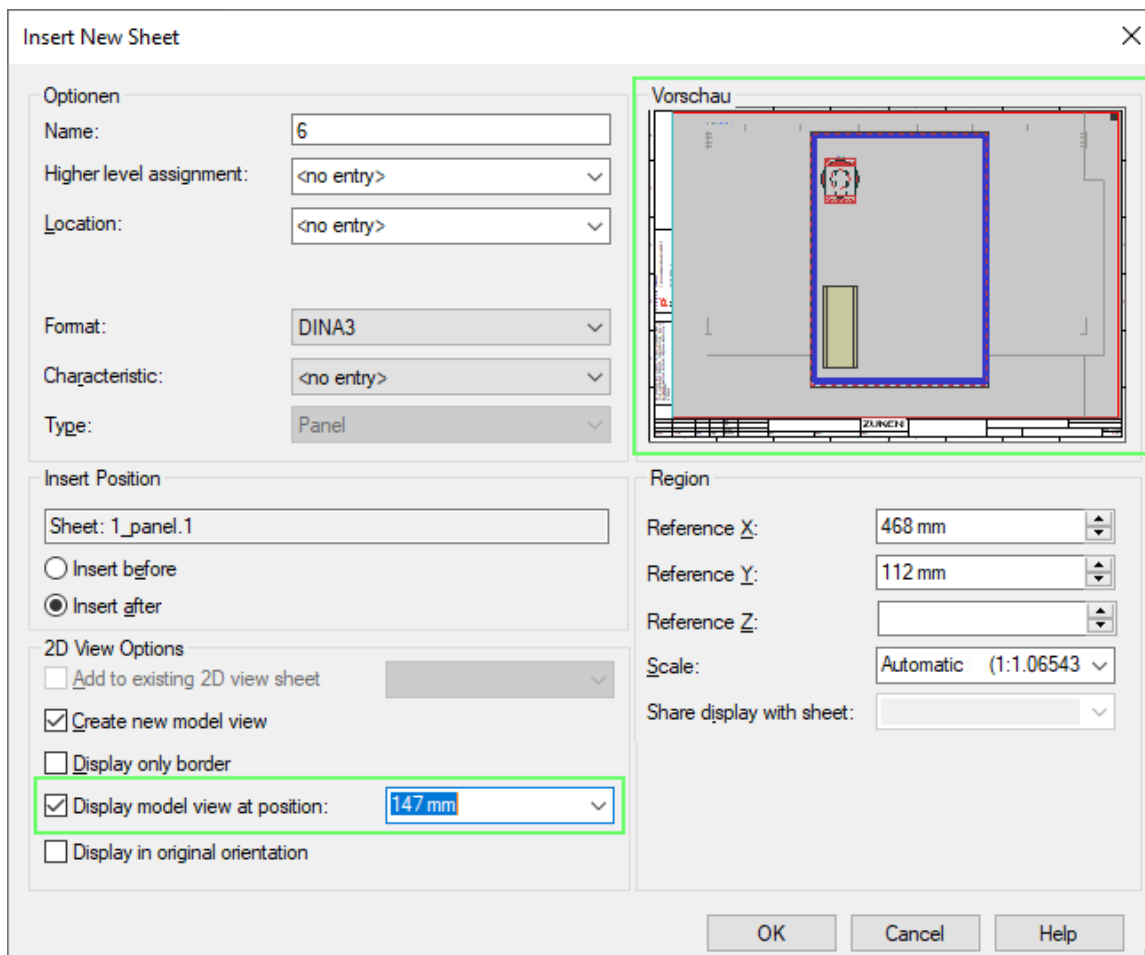 Insert New Sheet
Optionen
Name:
6
Higher level assignment:
<no entry>
Location:
<no entry>
Format:
DINA3
Characteristic:
<no entry>
Type:
Panel
Vorschau
ZUKEN
Insert Position
Sheet: 1_panel.1
Insert before
Insert after
2D View Options
Add to existing 2D view sheet
Create new model view
Display only border
Display model view at position:
147 mm
Display in original orientation
Region
Reference X:
468 mm
Reference Y:
112 mm
Reference Z:
Scale:
Automatic (1:1.06543
Share display with sheet:
OK
Cancel
Help